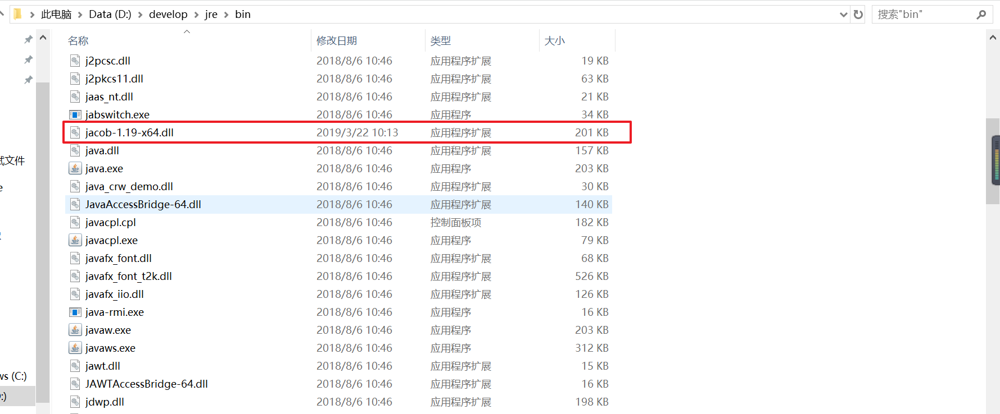 此电脑 > Data (D:) > develop > jre > bin 搜索"bin"
名称 修改日期 类型 大小
j2pcsc.dll 2018/8/6 10:46 应用程序扩展 19 KB
j2pkcs11.dll 2018/8/6 10:46 应用程序扩展 63 KB
jaas_nt.dll 2018/8/6 10:46 应用程序扩展 21 KB
jabswitch.exe 2018/8/6 10:46 应用程序 34 KB
jacob-1.19-x64.dll 2019/3/22 10:13 应用程序扩展 201 KB
java.dll 2018/8/6 10:46 应用程序扩展 157 KB
试文件
java.exe 2018/8/6 10:46 应用程序 203 KB
java_crw_demo.dll 2018/8/6 10:46 应用程序扩展 30 KB
e
JavaAccessBridge-64.dll 2018/8/6 10:46 应用程序扩展 140 KB
javacpl.cpl 2018/8/6 10:46 控制面板项 182 KB
javacpl.exe 2018/8/6 10:46 应用程序 79 KB
javafx_font.dll 2018/8/6 10:46 应用程序扩展 68 KB
javafx_font_t2k.dll 2018/8/6 10:46 应用程序扩展 526 KB
javafx_iio.dll 2018/8/6 10:46 应用程序扩展 126 KB
java-rmi.exe 2018/8/6 10:46 应用程序 16 KB
javaw.exe 2018/8/6 10:46 应用程序 203 KB
javaws.exe 2018/8/6 10:46 应用程序 312 KB
jawt.dll 2018/8/6 10:46 应用程序扩展 15 KB
ws (C:)
JAWTAccessBridge-64.dll 2018/8/6 10:46 应用程序扩展 16 KB
:)
jdwp.dll 2018/8/6 10:46 应用程序扩展 198 KB